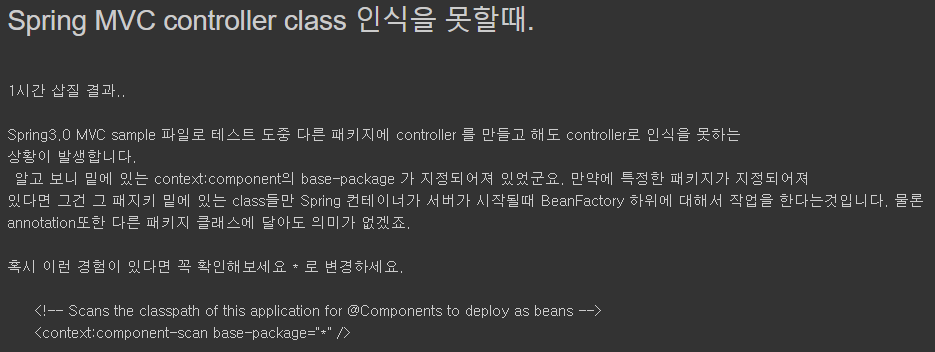 Spring MVC controller class 인식을 못할때.
1시간 삽질 결과..
Spring3.0 MVC sample 파일로 테스트 도중 다른 패키지에 controller 를 만들고 해도 controller로 인식을 못하는
상황이 발생합니다.
알고 보니 밑에 있는 context:component의 base-package 가 지정되어져 있었군요. 만약에 특정한 패키지가 지정되어져
있다면 그건 그 패지키 밑에 있는 class들만 Spring 컨테이너가 서버가 시작될때 BeanFactory 하위에 대해서 작업을 한다는것입니다. 물론
annotation또한 다른 패키지 클래스에 달아도 의미가 없겠죠.
혹시 이런 경험이 있다면 꼭 확인해보세요 * 로 변경하세요.
<!-- Scans the classpath of this application for @Components to deploy as beans -->
<context:component-scan base-package="*" />